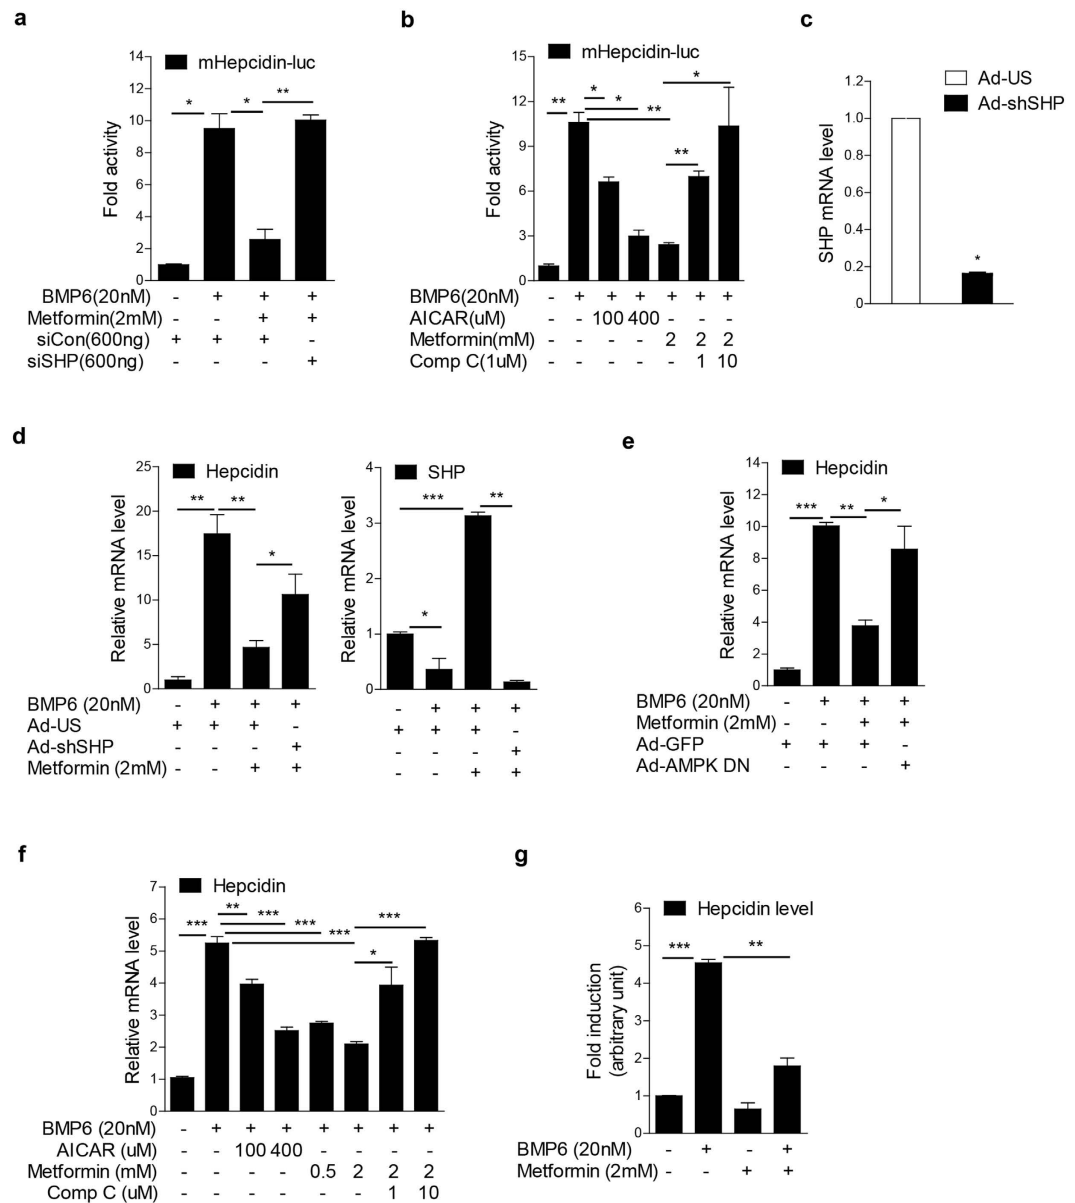 a
mHepcidin-luc
Fold activity
14
12
10
8
6
4
2
0
* * **
BMP6(20nM) - + + +
Metformin(2mM) - - + +
siCon(600ng) + + + -
siSHP(600ng) - - - +
b
mHepcidin-luc
Fold activity
15
12
9
6
3
0
** * * ** ** *
BMP6(20nM) - + + + + + +
AICAR(uM) - - 100 400 - - -
Metformin(mM) - - - - 2 2 2
Comp C(1uM) - - - - - 1 10
c
Ad-US
Ad-shSHP
SHP mRNA level
1.2
1.0
0.8
0.6
0.4
0.2
0
*
d
Hepcidin
Relative mRNA level
25
20
15
10
5
0
** ** *
SHP
Relative mRNA level
4
3
2
1
0
* *** **
BMP6 (20nM) - + + + - + + +
Ad-US + + + - + + + -
Ad-shSHP - - - + - - - +
Metformin (2mM) - - + + - - + +
e
Hepcidin
Relative mRNA level
14
12
10
8
6
4
2
0
*** ** *
BMP6 (20nM) - + + +
Metformin (2mM) - - + +
Ad-GFP + + + -
Ad-AMPK DN - - - +
f
Hepcidin
Relative mRNA level
7
6
5
4
3
2
1
0
*** ** *** *** *** * ***
BMP6 (20nM) - + + + + + + +
AICAR (uM) - - 100 400 - - - -
Metformin (mM) - - - - 0.5 2 2 2
Comp C (uM) - - - - - - 1 10
g
Hepcidin level
Fold induction
(arbitrary unit)
6
5
4
3
2
1
0
*** **
BMP6 (20nM) - + - +
Metformin (2mM) - - + +